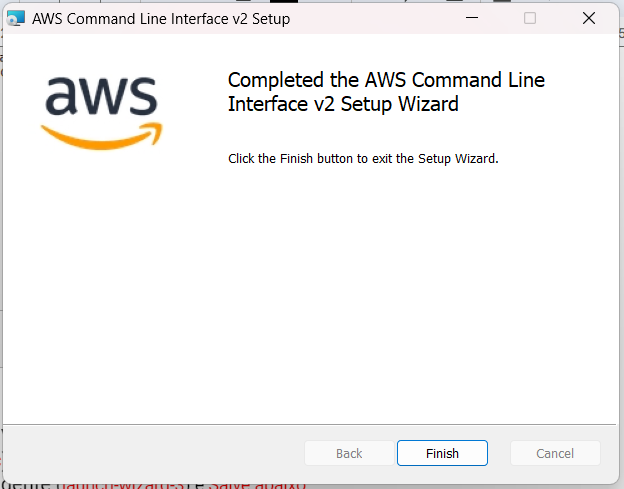 AWS Command Line Interface v2 Setup
aws
Completed the AWS Command Line
Interface v2 Setup Wizard
Click the Finish button to exit the Setup Wizard.
Back
Finish
Cancel